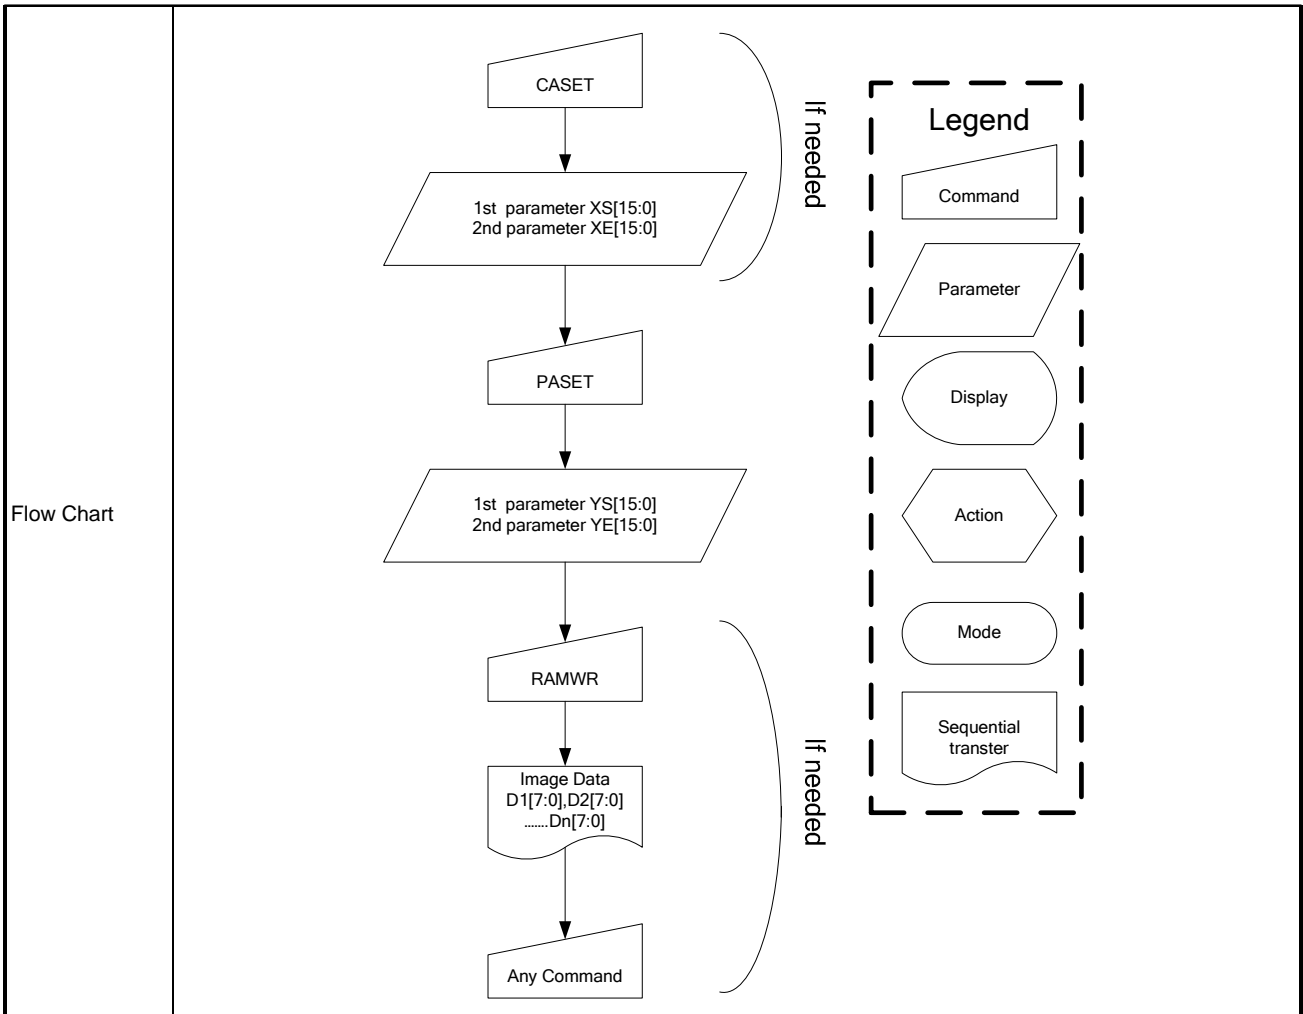 Flow Chart
CASET
1st parameter XS[15:0]
2nd parameter XE[15:0]
If needed
PASET
1st parameter YS[15:0]
2nd parameter YE[15:0]
RAMWR
Image Data
D1[7:0],D2[7:0]
.......Dn[7:0]
If needed
Any Command
Legend
Command
Parameter
Display
Action
Mode
Sequential
transter